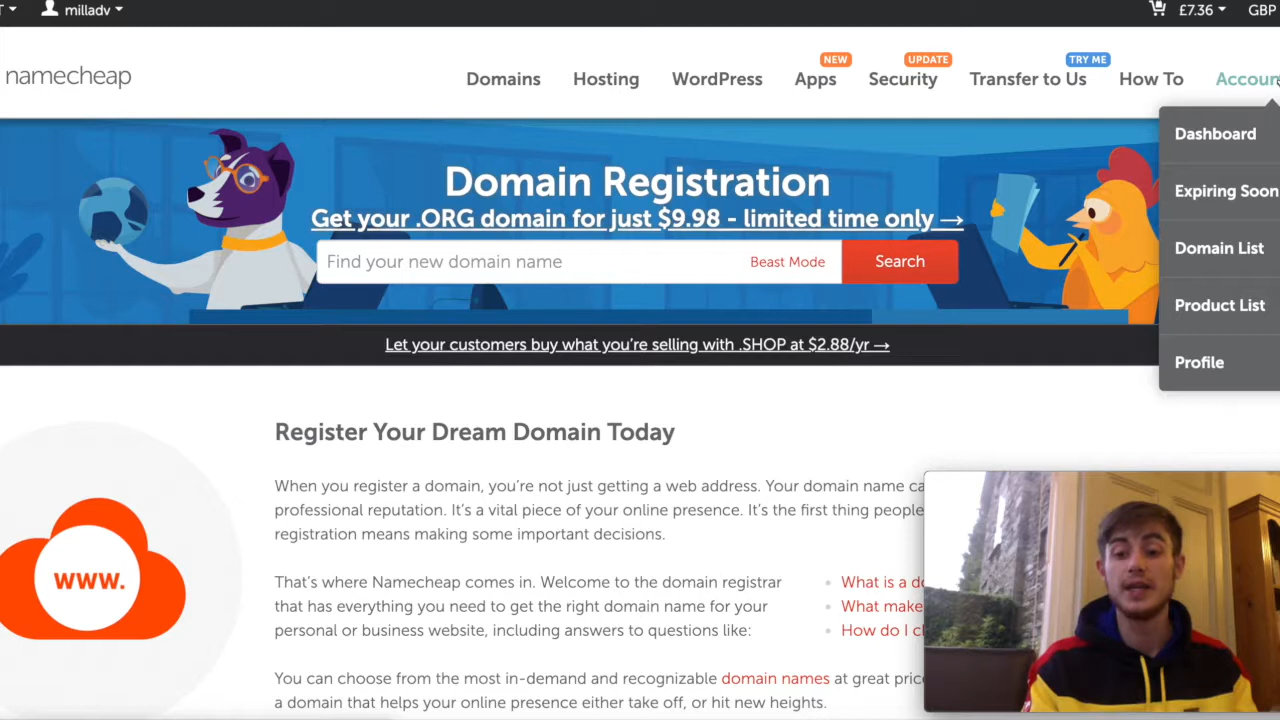 milladv
£7.36
GBP
namecheap
Domains
Hosting
WordPress
NEW
Apps
UPDATE
Security
TRY ME
Transfer to Us
How To
Accoun
Dashboard
Expiring Soon
Domain List
Product List
Profile
Domain Registration
Get your .ORG domain for just $9.98 - limited time only →
Find your new domain name
Beast Mode
Search
Let your customers buy what you're selling with .SHOP at $2.88/yr →
www.
Register Your Dream Domain Today
When you register a domain, you're not just getting a web address. Your domain name ca
professional reputation. It's a vital piece of your online presence. It's the first thing people
registration means making some important decisions.
That's where Namecheap comes in. Welcome to the domain registrar
that has everything you need to get the right domain name for your
personal or business website, including answers to questions like:
What is a do
What make
How do I ch
You can choose from the most in-demand and recognizable domain names at great price
a domain that helps your online presence either take off, or hit new heights.